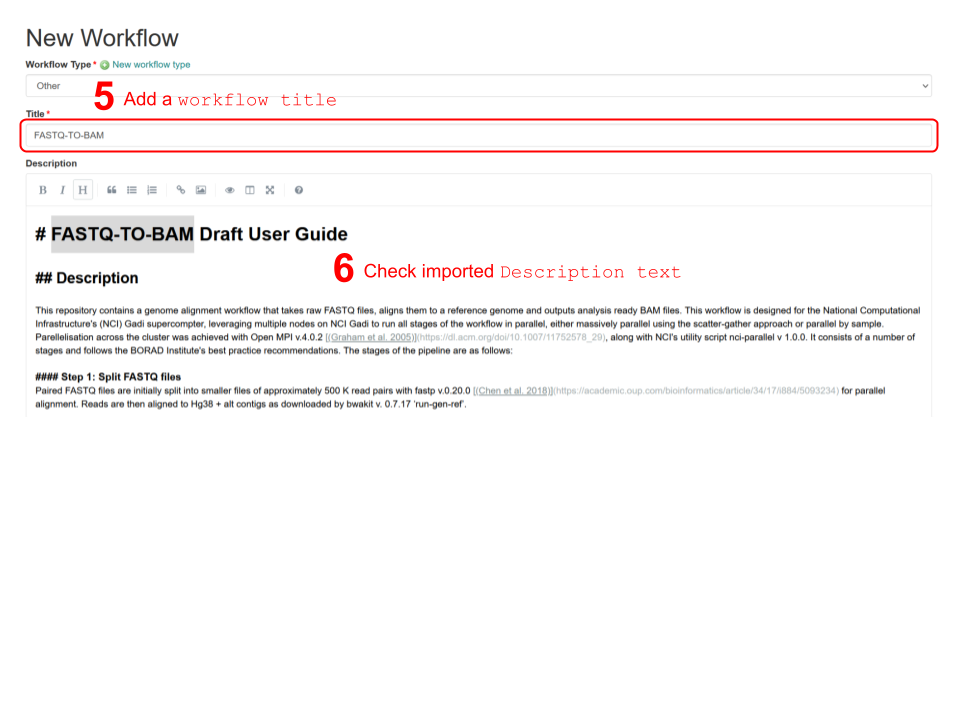 New Workflow
Workflow Type * New workflow type
Other
5 Add a workflow title
Title *
FASTQ-TO-BAM
Description
B I H
# FASTQ-TO-BAM Draft User Guide
6 Check imported Description text
## Description
This repository contains a genome alignment workflow that takes raw FASTQ files, aligns them to a reference genome and outputs analysis ready BAM files. This workflow is designed for the National Computational
Infrastructure's (NCI) Gadi supercompter, leveraging multiple nodes on NCI Gadi to run all stages of the workflow in parallel, either massively parallel using the scatter-gather approach or parallel by sample.
Parellelisation across the cluster was achieved with Open MPI v.4.0.2 [(Graham et al. 2005)](https://dl.acm.org/doi/10.1007/11752578_29), along with NCI's utility script nci-parallel v 1.0.0. It consists of a number of
stages and follows the BORAD Institute's best practice recommendations. The stages of the pipeline are as follows:
#### Step 1: Split FASTQ files
Paired FASTQ files are initially split into smaller files of approximately 500 K read pairs with fastp v.0.20.0 [(Chen et al. 2018)](https://academic.oup.com/bioinformatics/article/34/17/i884/5093234) for parallel
alignment. Reads are then aligned to Hg38 + alt contigs as downloaded by bwakit v. 0.7.17 'run-gen-ref'.